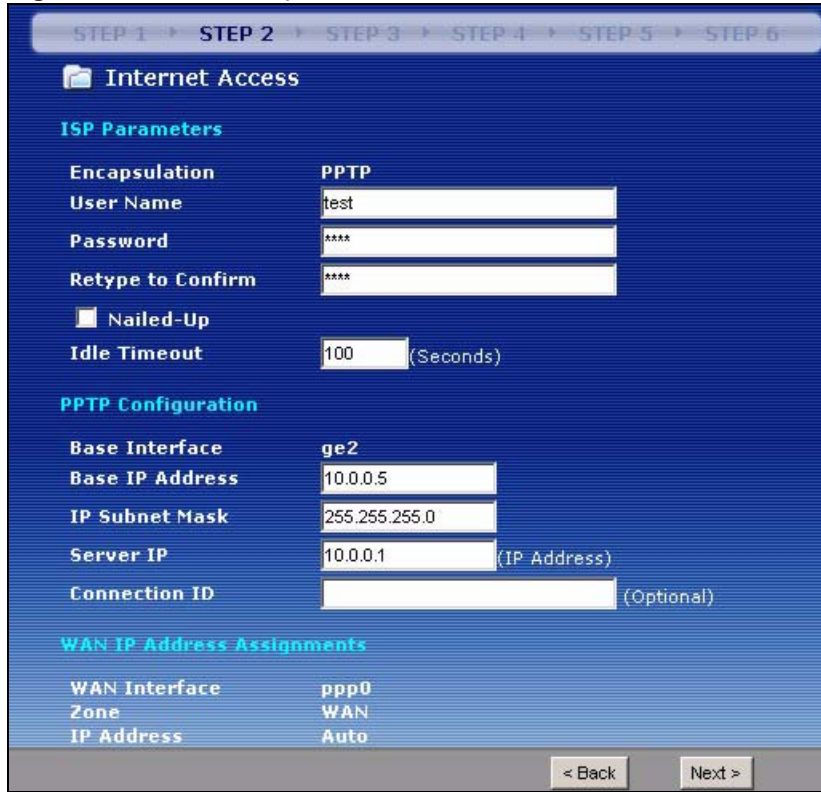 STEP 1 STEP 2 STEP 3 STEP 4 STEP 5 STEP 6
Internet Access
ISP Parameters
Encapsulation PPTP
User Name test
Password ****
Retype to Confirm ****
Nailed-Up
Idle Timeout 100 (Seconds)
PPTP Configuration
Base Interface ge2
Base IP Address 10.0.0.5
IP Subnet Mask 255.255.255.0
Server IP 10.0.0.1 (IP Address)
Connection ID (Optional)
WAN IP Address Assignments
WAN Interface ppp0
Zone WAN
IP Address Auto
< Back Next >